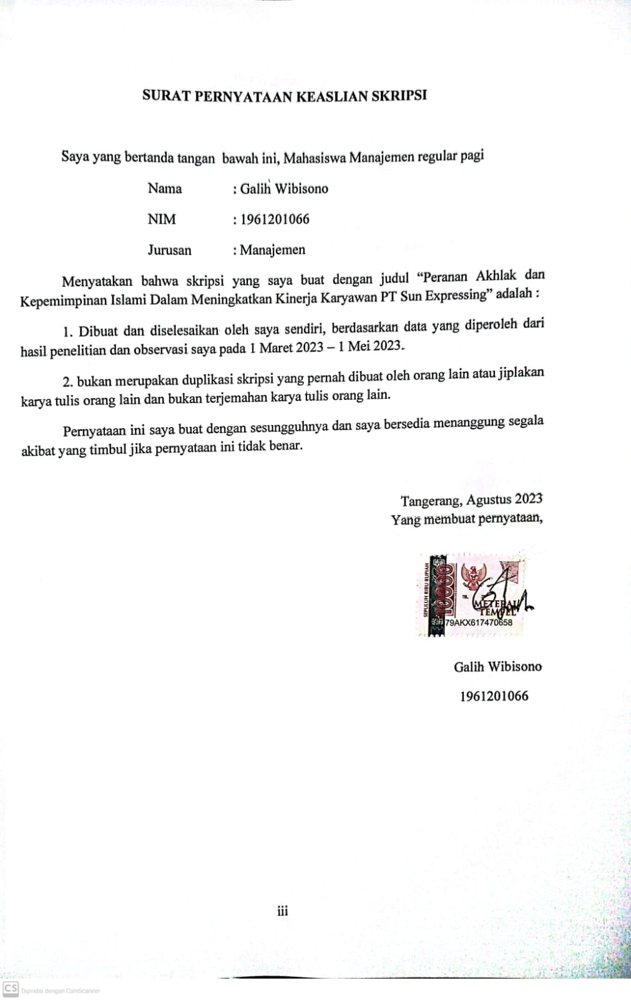 SURAT PERNYATAAN KEASLIAN SKRIPSI
Saya yang bertanda tangan bawah ini, Mahasiswa Manajemen regular pagi
Nama : Galih Wibisono
NIM : 1961201066
Jurusan : Manajemen
Menyatakan bahwa skripsi yang saya buat dengan judul “Peranan Akhlak dan
Kepemimpinan Islami Dalam Meningkatkan Kinerja Karyawan PT Sun Expressing” adalah :
1. Dibuat dan diselesaikan oleh saya sendiri, berdasarkan data yang diperoleh dari
hasil penelitian dan observasi saya pada 1 Maret 2023 – 1 Mei 2023.
2. bukan merupakan duplikasi skripsi yang pernah dibuat oleh orang lain atau jiplakan
karya tulis orang lain dan bukan terjemahan karya tulis orang lain.
Pernyataan ini saya buat dengan sesungguhnya dan saya bersedia menanggung segala
akibat yang timbul jika pernyataan ini tidak benar.
Tangerang, Agustus 2023
Yang membuat pernyataan,
SEPULUH RIBU RUPIAH
10000
METERAI
TEMPEL
79AKX617470658
Galih Wibisono
1961201066
iii
CS Dipindai dengan CamScanner